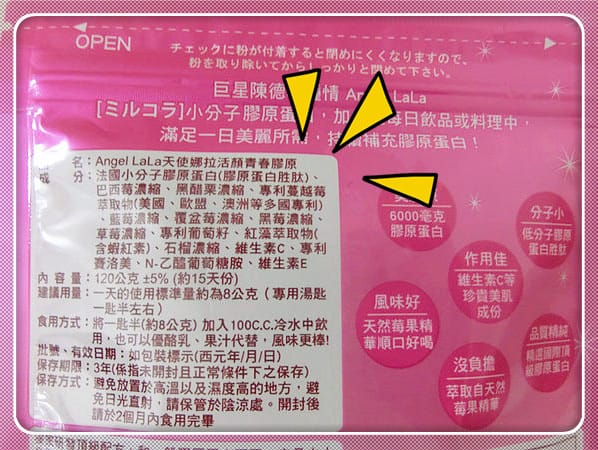 OPEN
チェックに粉が付着すると閉めにくくなりますので、
粉を取り除いてからしっかりと閉めて下さい。
巨星陳德 情 Angel LaLa
[ミルコラ]小分子膠原蛋白，加 每日飲品或料理中，
滿足一日美麗所需，持續補充膠原蛋白！
名：Angel LaLa天使娜拉活顏青春膠原
成 分：法國小分子膠原蛋白(膠原蛋白胜肽)、
巴西莓濃縮、黑醋栗濃縮、專利蔓越莓
萃取物(美國、歐盟、澳洲等多國專利)
、藍莓濃縮、覆盆莓濃縮、黑莓濃縮、
草莓濃縮、專利葡萄籽、紅藻萃取物(
含蝦紅素)、石榴濃縮、維生素C、專利
賽洛美、N-乙醯葡萄糖胺、維生素E
內 容 量：120公克 ±5% (約15天份)
建議用量：一天的使用標準量約為8公克（專用湯匙
一匙半左右）
食用方式：將一匙半(約8公克) 加入100C.C.冷水中飲
用，也可以優酪乳、果汁代替，風味更棒!
批號、有效日期：如包裝標示(西元年/月/日)
保存期限：3年(係指未開封且正常條件下之保存)
保存方式：避免放置於高溫以及濕度高的地方，避
免日光直射，請保管於陰涼處。開封後
請於2個月內食用完畢
6000毫克
膠原蛋白
分子小
低分子膠原
蛋白胜肽
作用佳
維生素C等
珍貴美肌
成份
風味好
天然莓果精
華順口好喝
品質精純
精選國際頂
級膠原蛋白
沒負擔
萃取自天然
莓果精華